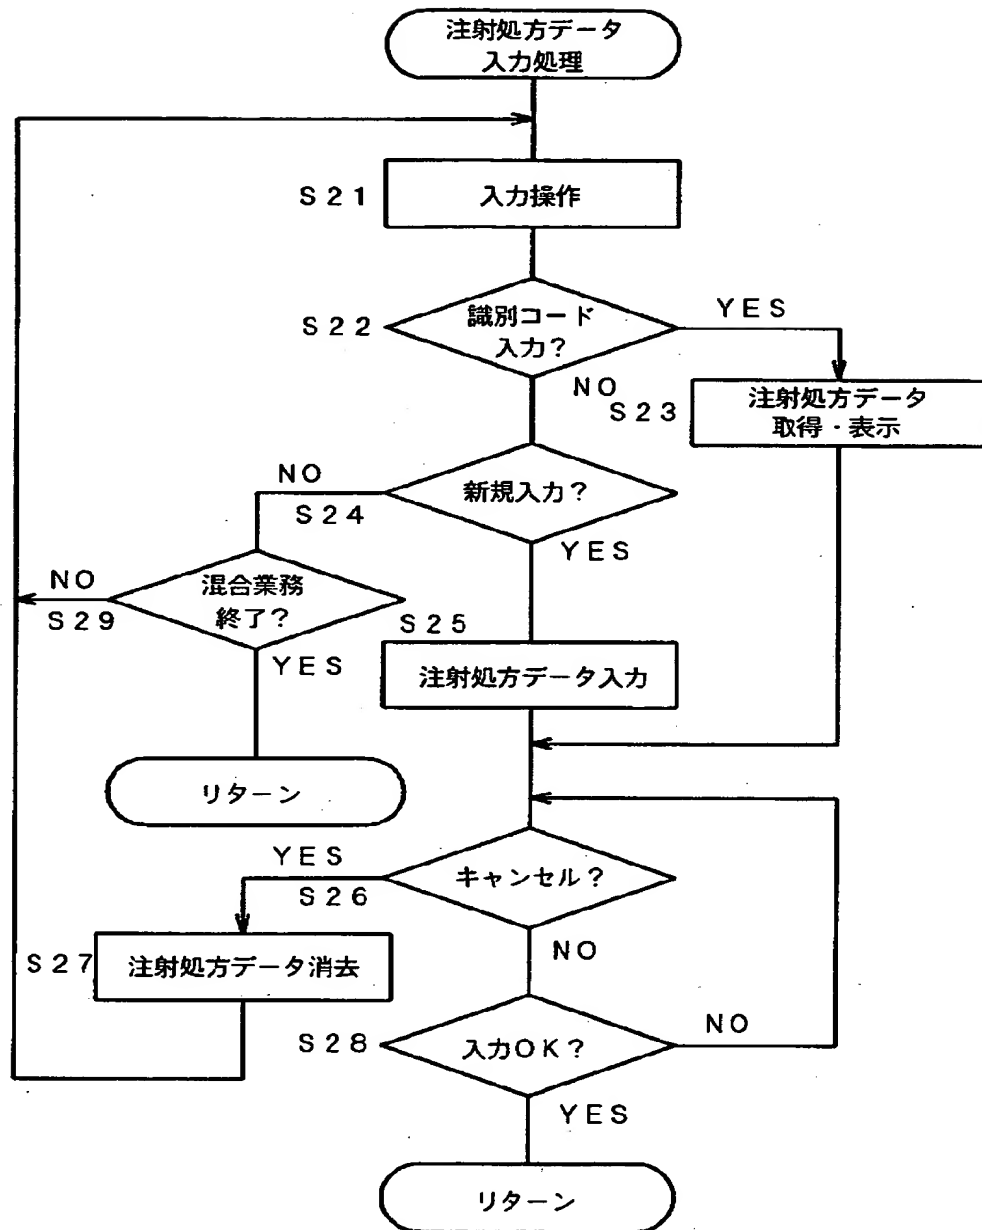 注射処方データ
入力処理
S21
入力操作
S22
識別コード
入力?
YES
NO
S23
注射処方データ
取得・表示
NO
S24
新規入力?
YES
NO
S29
混合業務
終了?
YES
S25
注射処方データ入力
リターン
YES
S26
キャンセル?
NO
S27
注射処方データ消去
S28
入力OK?
NO
YES
リターン